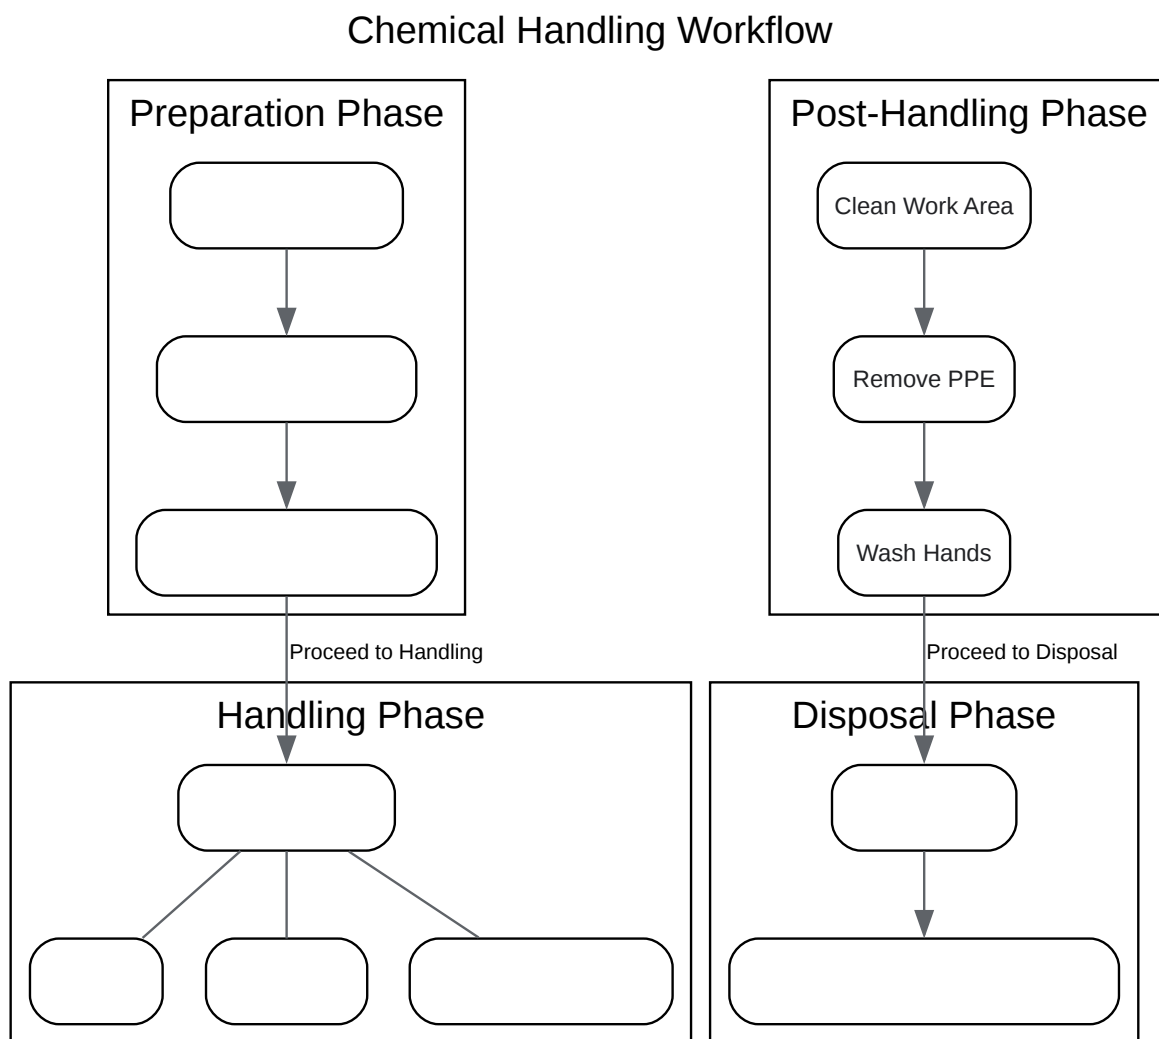 Chemical Handling Workflow
Preparation Phase
Post-Handling Phase
Clean Work Area
Remove PPE
Wash Hands
Proceed to Handling
Proceed to Disposal
Handling Phase
Disposal Phase